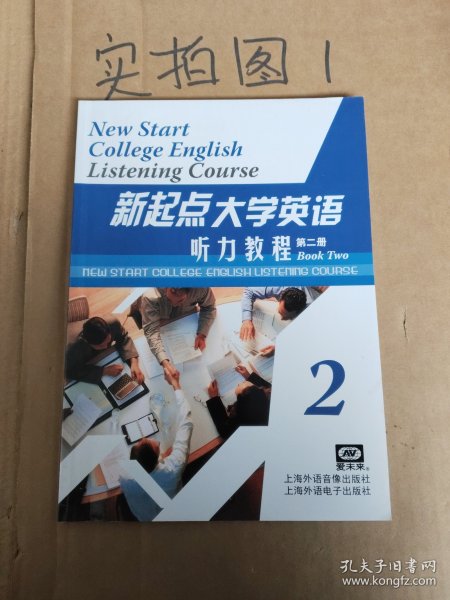 实拍图1
New Start
College English
Listening Course
新起点大学英语
听力教程 第二册
Book Two
NEW START COLLEGE ENGLISH LISTENING COURSE
2
AV
爱未来®
上海外语音像出版社
上海外语电子出版社
孔夫子旧书网
www.kongfz.com